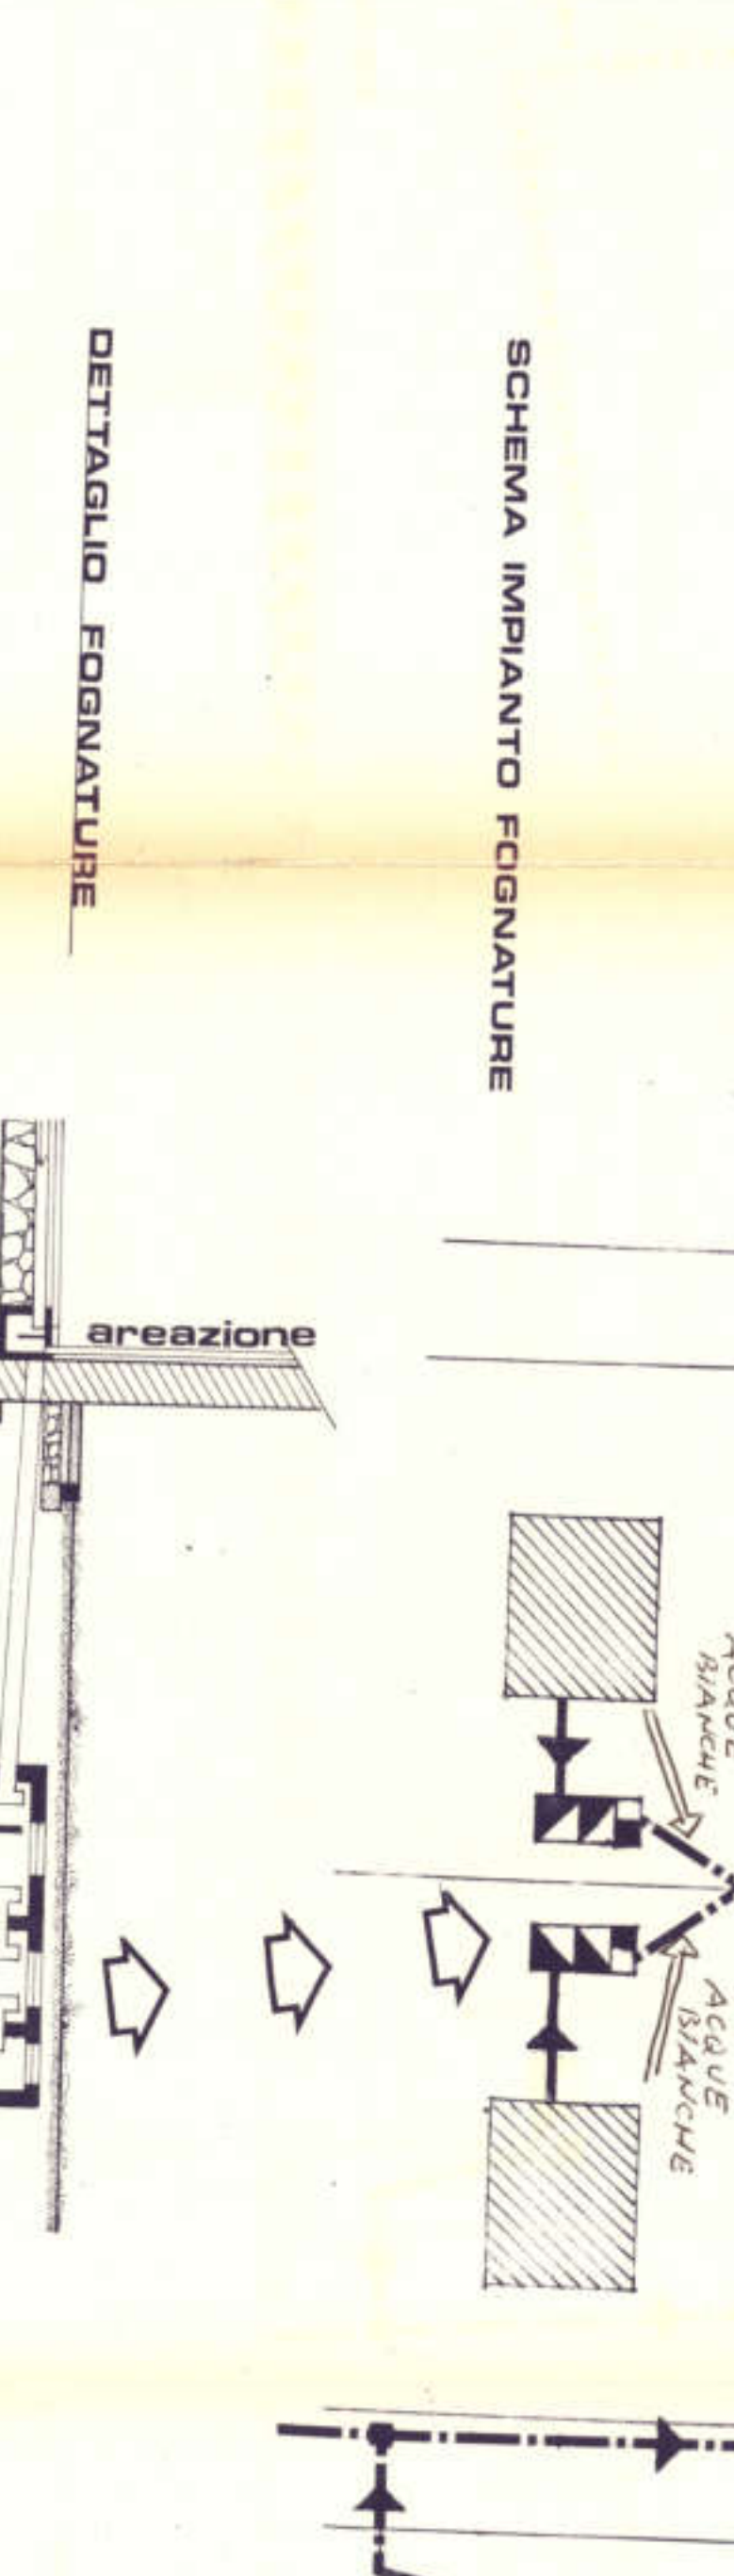 SCHEMA IMPIANTO FOGNATURE
ACQUE
BIANCHE
ACQUE
BIANCHE
DETTAGLIO FOGNATURE
areazione